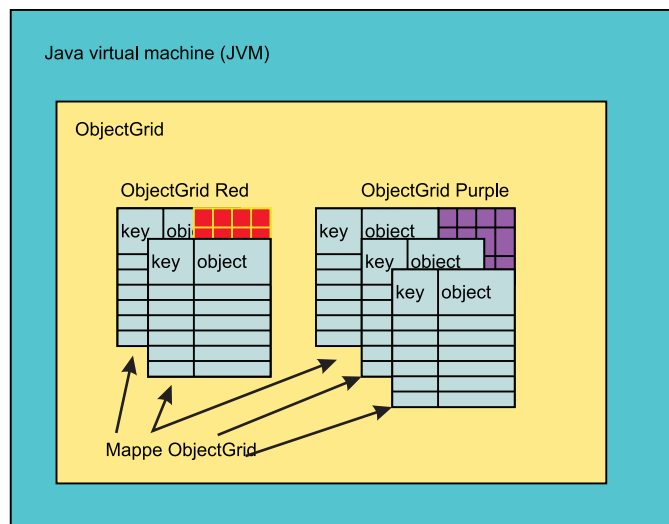 Java virtual machine (JVM)
ObjectGrid
ObjectGrid Red
ObjectGrid Purple
key obj
key object
key object
key object
key object
Mappe ObjectGrid